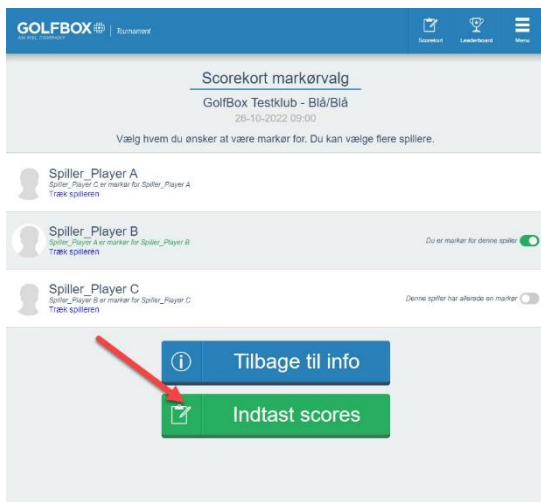 GOLFBOX | Tournament
AN HSL COMPANY
Scorekort
Leaderboard
Menu
Scorekort markørvalg
GolfBox Testklub - Blå/Blå
26-10-2022 09:00
Vælg hvem du ønsker at være markør for. Du kan vælge flere spillere.
Spiller_Player A
Spiller_Player C er markør for Spiller_Player A
Træk spilleren
Spiller_Player B
Spiller_Player A er markør for Spiller_Player B
Træk spilleren
Du er markør for denne spiller
Spiller_Player C
Spiller_Player B er markør for Spiller_Player C
Træk spilleren
Denne spiller har allerede en markør
Tilbage til info
Indtast scores